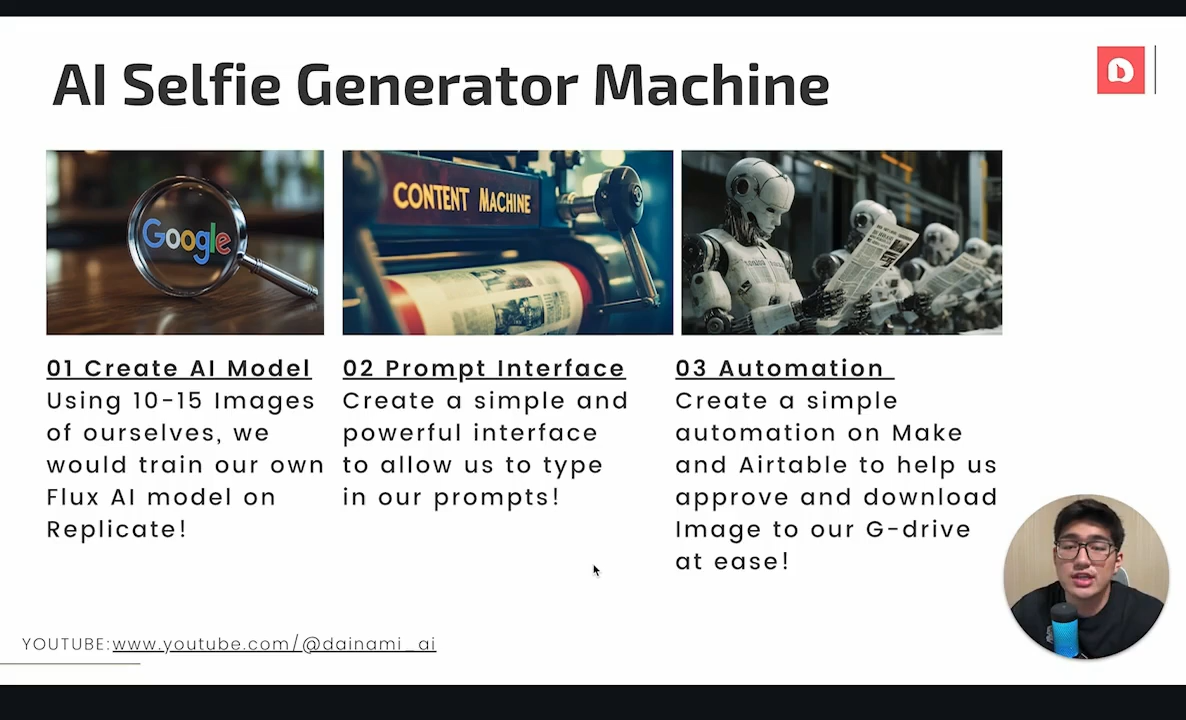 AI Selfie Generator Machine
Google
CONTENT MACHINE
01 Create AI Model
Using 10-15 Images
of ourselves, we
would train our own
Flux AI model on
Replicate!
02 Prompt Interface
Create a simple and
powerful interface
to allow us to type
in our prompts!
03 Automation
Create a simple
automation on Make
and Airtable to help us
approve and download
Image to our G-drive
at ease!
YOUTUBE:www.youtube.com/@dainami_ai